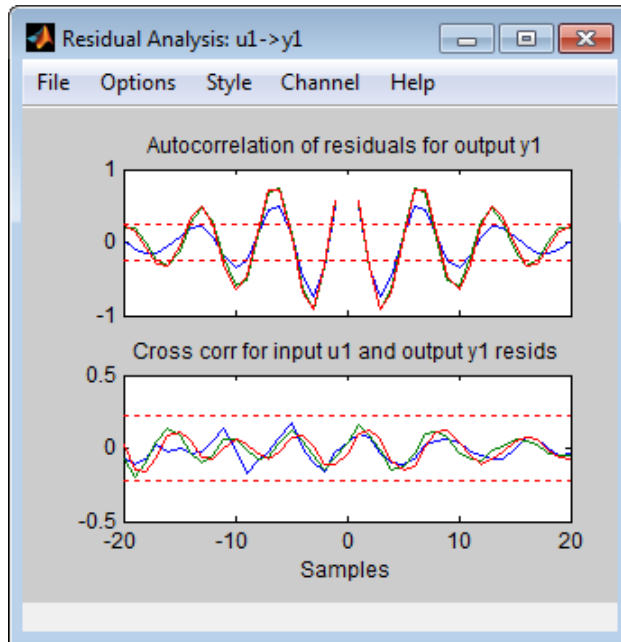 Residual Analysis: u1->y1
File Options Style Channel Help
Autocorrelation of residuals for output y1
1
0
-1
Cross corr for input u1 and output y1 resids
0.5
0
-0.5
-20 -10 0 10 20
Samples